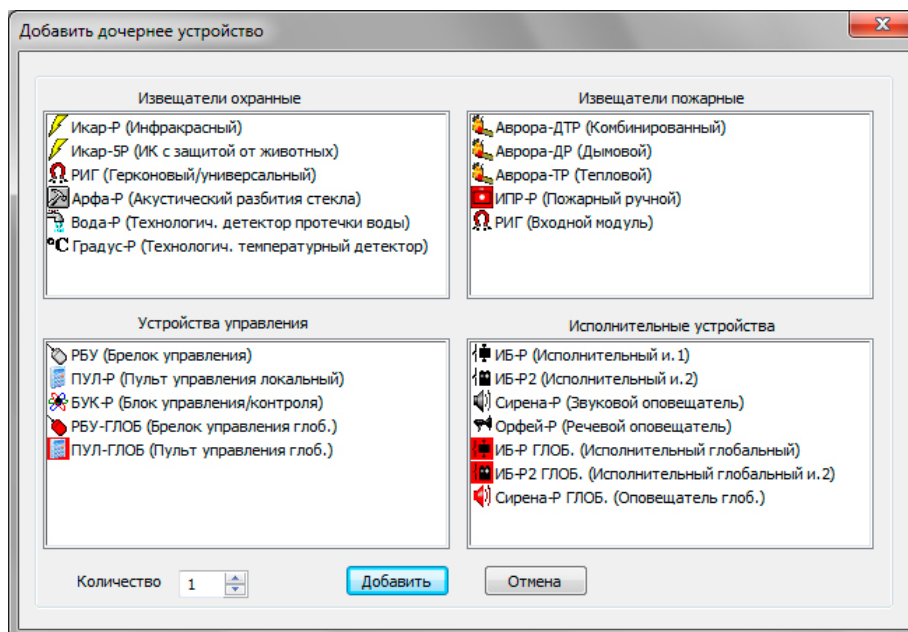 Добавить дочернее устройство
Извещатели охранные
Икар-Р (Инфракрасный)
Икар-5Р (ИК с защитой от животных)
РИГ (Герконовый/универсальный)
Арфа-Р (Акустический разбития стекла)
Вода-Р (Технологич. детектор протечки воды)
°C Градус-Р (Технологич. температурный детектор)
Извещатели пожарные
Аврора-ДТР (Комбинированный)
Аврора-ДР (Дымовой)
Аврора-ТР (Тепловой)
ИПР-Р (Пожарный ручной)
РИГ (Входной модуль)
Устройства управления
РБУ (Брелок управления)
ПУЛ-Р (Пульт управления локальный)
БУК-Р (Блок управления/контроля)
РБУ-ГЛОБ (Брелок управления глоб.)
ПУЛ-ГЛОБ (Пульт управления глоб.)
Исполнительные устройства
ИБ-Р (Исполнительный и.1)
ИБ-Р2 (Исполнительный и.2)
Сирена-Р (Звуковой оповещатель)
Орфей-Р (Речевой оповещатель)
ИБ-Р ГЛОБ. (Исполнительный глобальный)
ИБ-Р2 ГЛОБ. (Исполнительный глобальный и.2)
Сирена-Р ГЛОБ. (Оповещатель глоб.)
Количество 1 Добавить Отмена